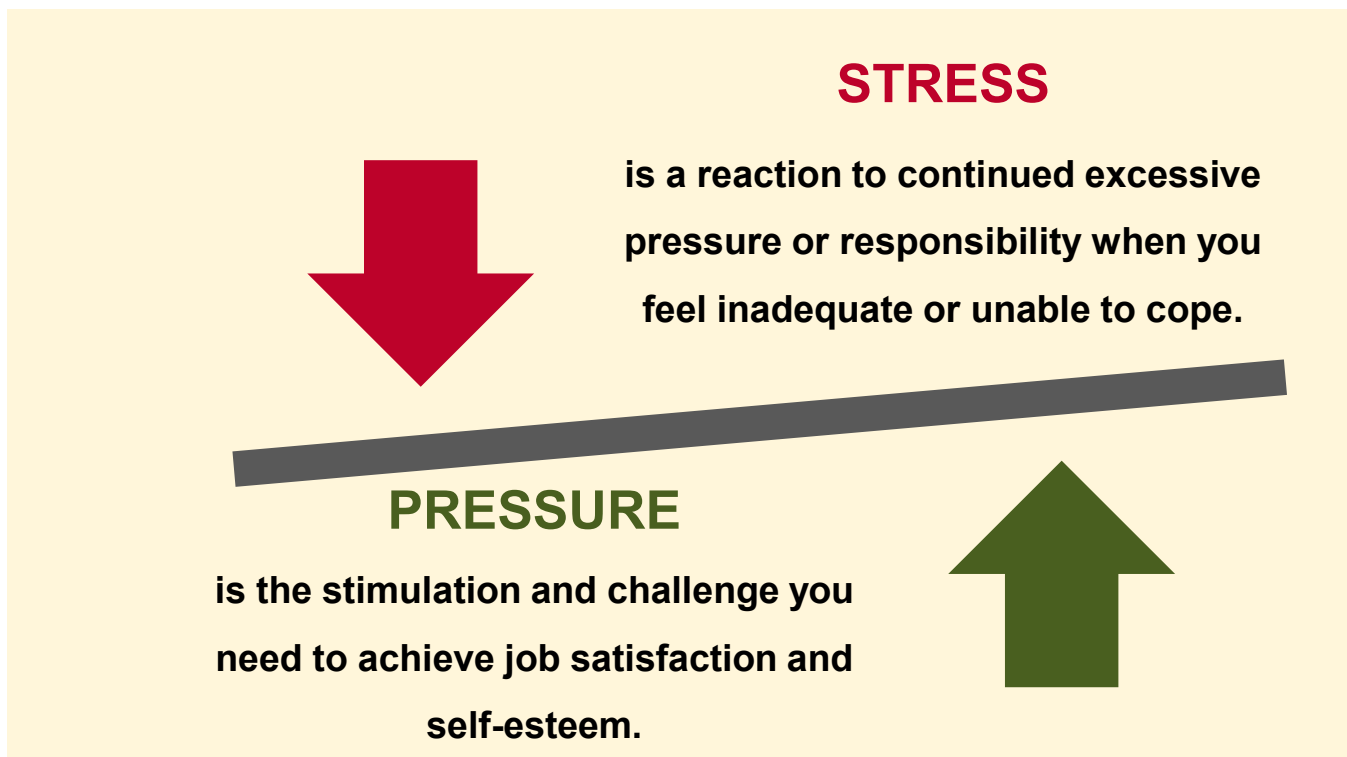 STRESS
is a reaction to continued excessive
pressure or responsibility when you
feel inadequate or unable to cope.
PRESSURE
is the stimulation and challenge you
need to achieve job satisfaction and
self-esteem.